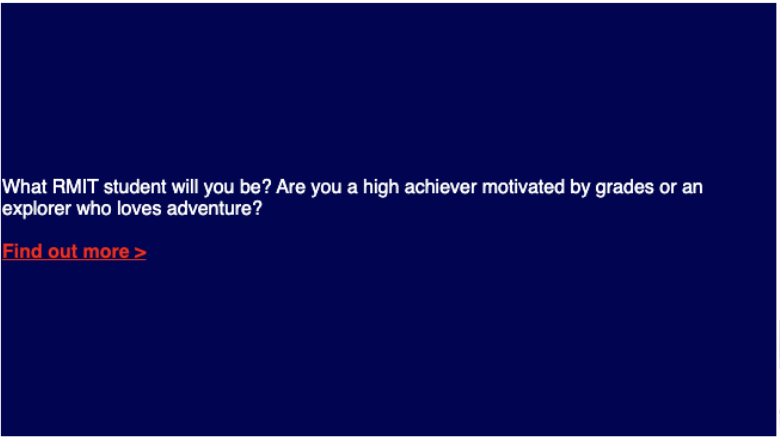 What RMIT student will you be? Are you a high achiever motivated by grades or an
explorer who loves adventure?
Find out more >